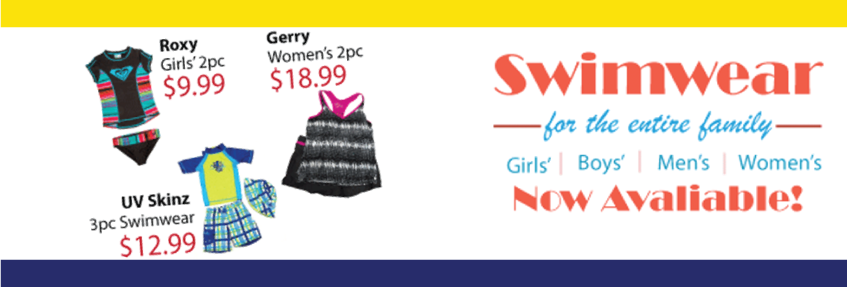 Roxy
Girls' 2pc
$9.99
Gerry
Women's 2pc
$18.99
UV Skinz
3pc Swimwear
$12.99
Swimwear
for the entire family
Girls' | Boys' | Men's | Women's
Now Avaliable!